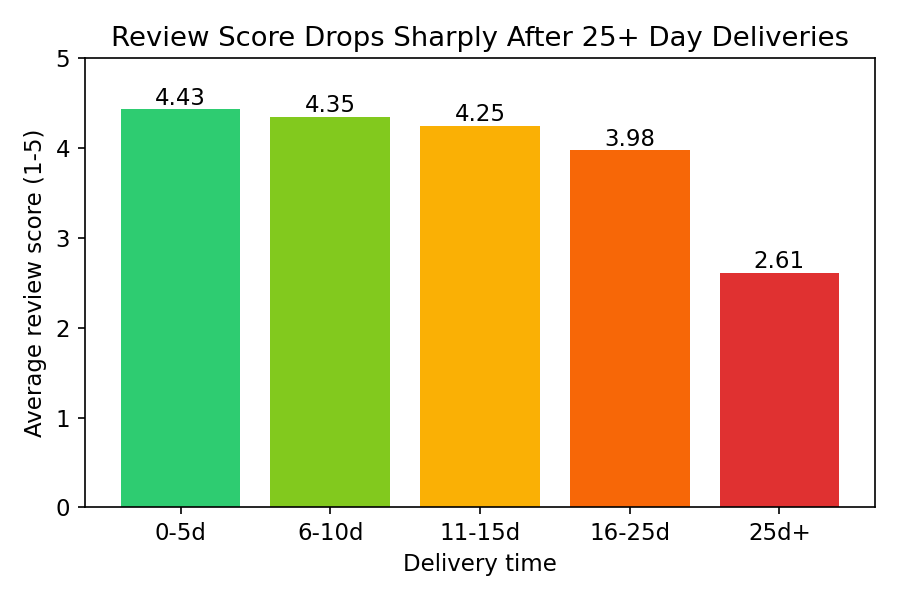 Review Score Drops Sharply After 25+ Day Deliveries
Average review score (1-5)
5
4
3
2
1
0
4.43
4.35
4.25
3.98
2.61
0-5d
6-10d
11-15d
16-25d
25d+
Delivery time